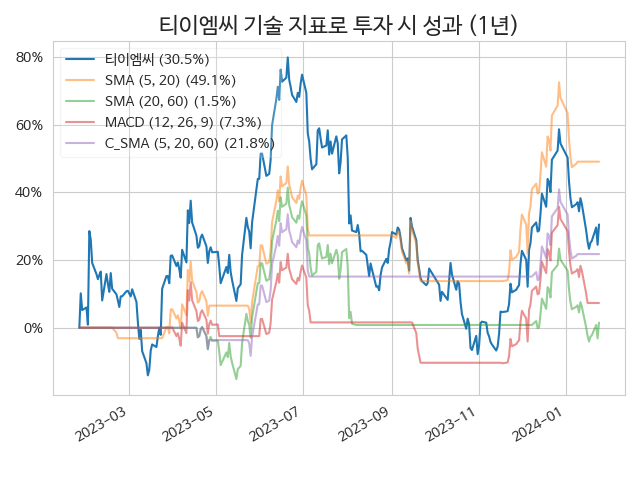 티이엠씨 기술 지표로 투자 시 성과 (1년)
80%
60%
40%
20%
0%
티이엠씨 (30.5%)
SMA (5, 20) (49.1%)
SMA (20, 60) (1.5%)
MACD (12, 26, 9) (7.3%)
C_SMA (5, 20, 60) (21.8%)
2023-03
2023-05
2023-07
2023-09
2023-11
2024-01